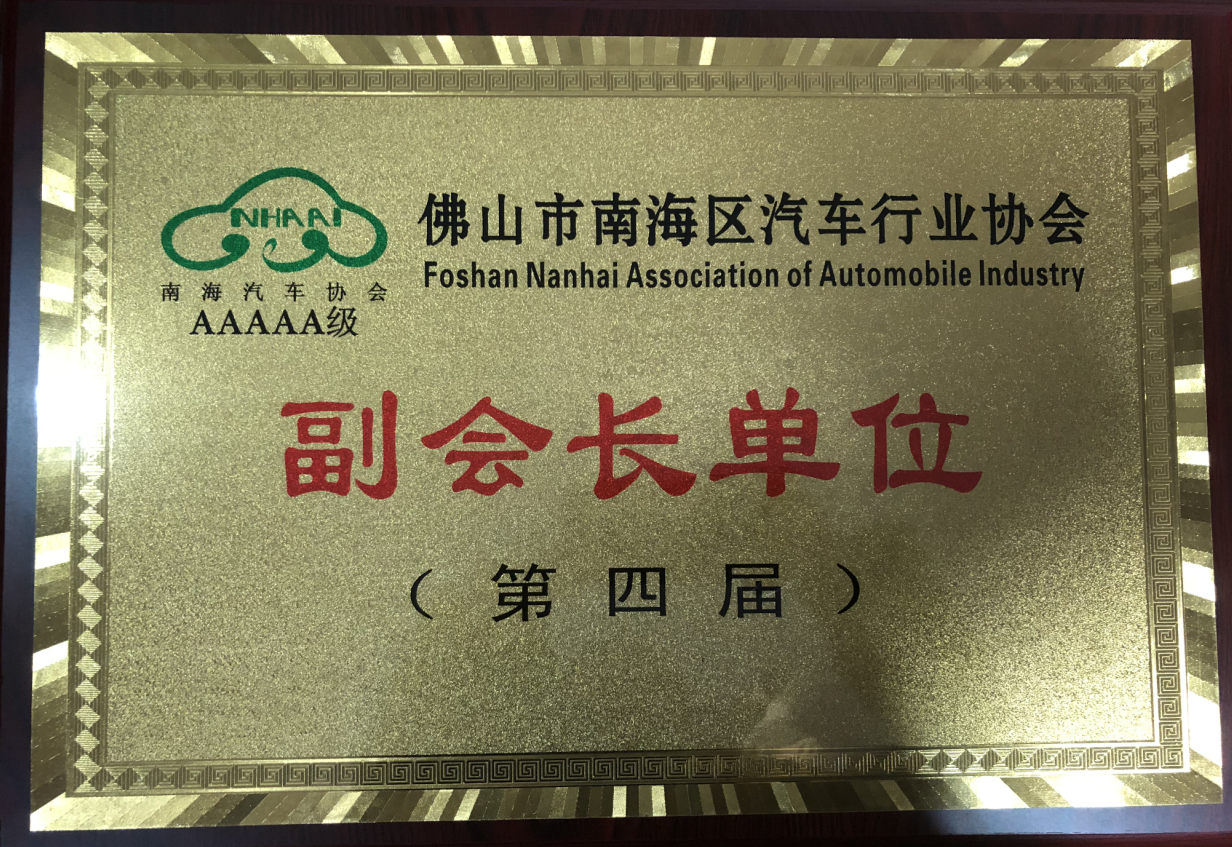 NHAAI
南海汽车协会
AAAAA级
佛山市南海区汽车行业协会
Foshan Nanhai Association of Automobile Industry
副会长单位
（第四届）